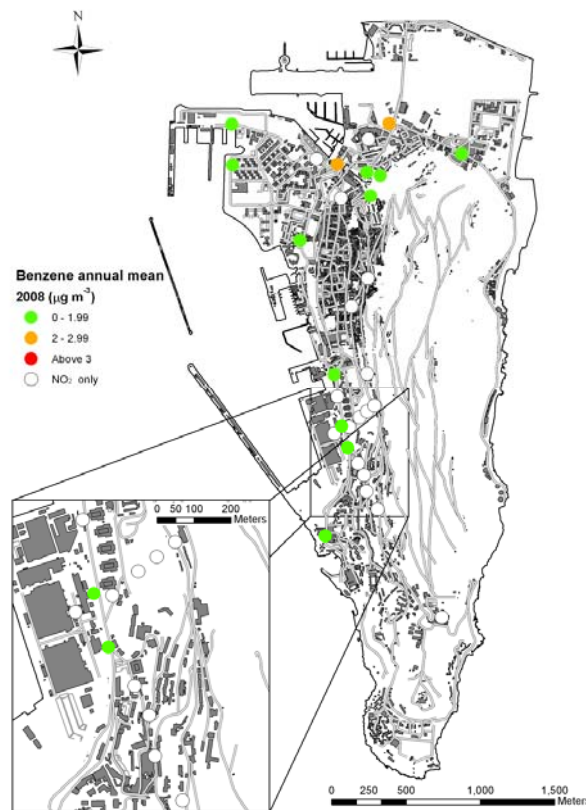 N
Benzene annual mean
2008 (µg m⁻³)
0 - 1.99
2 - 2.99
Above 3
NO₂ only
0 50 100 200
Meters
0 250 500 1,000 1,500
Meters